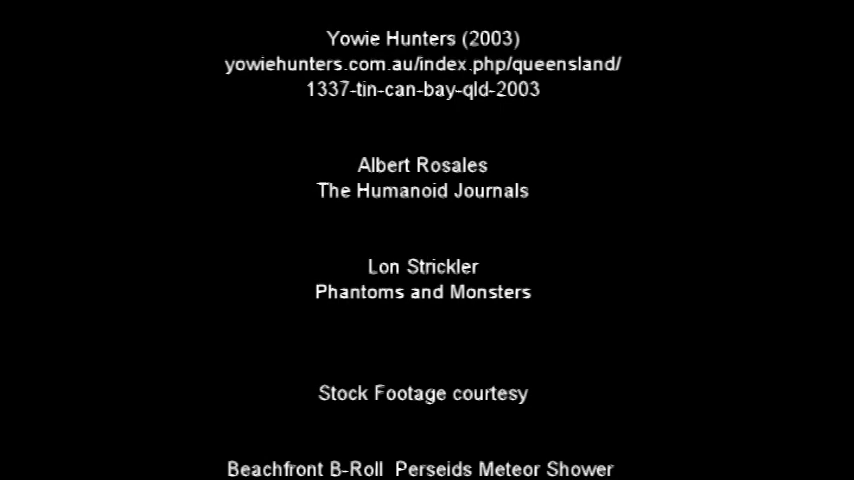 Yowie Hunters (2003)
yowiehunters.com.au/index.php/queensland/
1337-tin-can-bay-qld-2003
Albert Rosales
The Humanoid Journals
Lon Strickler
Phantoms and Monsters
Stock Footage courtesy
Beachfront B-Roll Perseids Meteor Shower